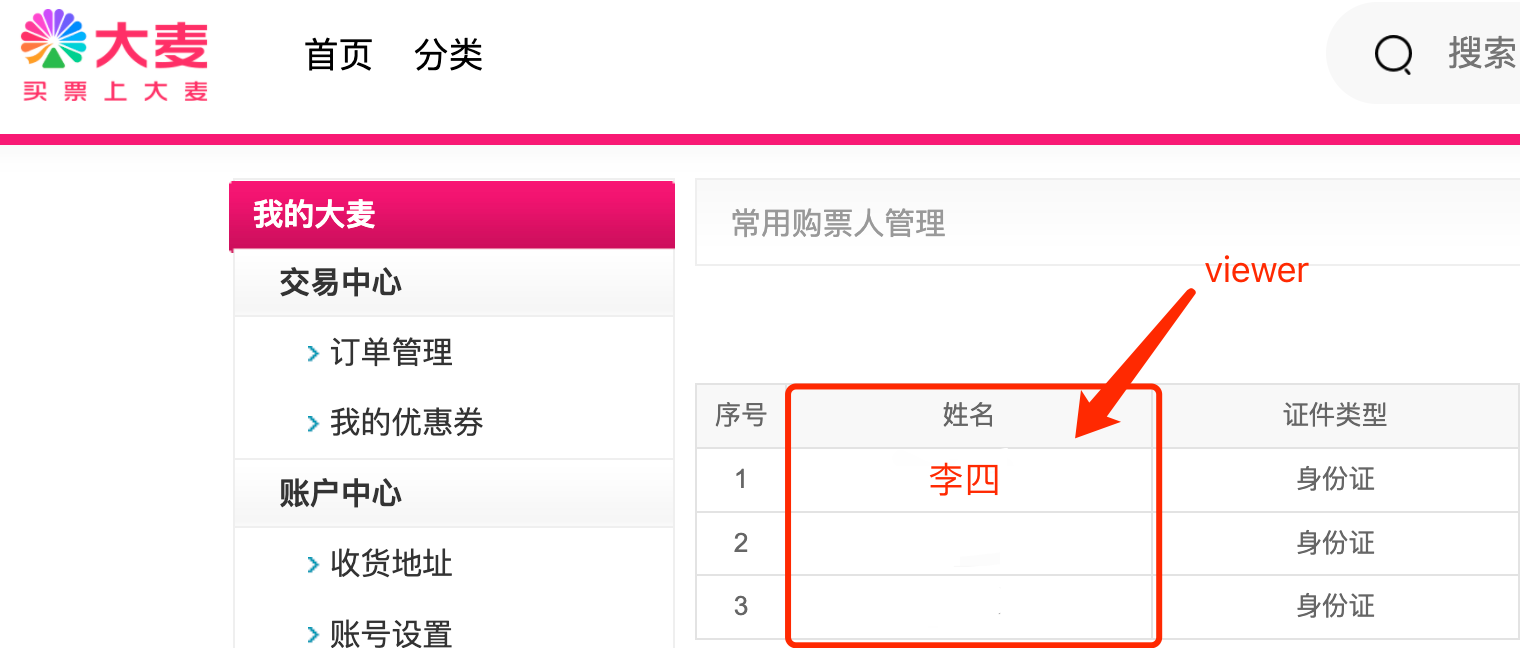 大麦
买票上大麦
首页 分类
搜索
我的大麦
常用购票人管理
viewer
交易中心
订单管理
我的优惠券
账户中心
收货地址
账号设置
序号 姓名 证件类型
1 李四 身份证
2 身份证
3 身份证